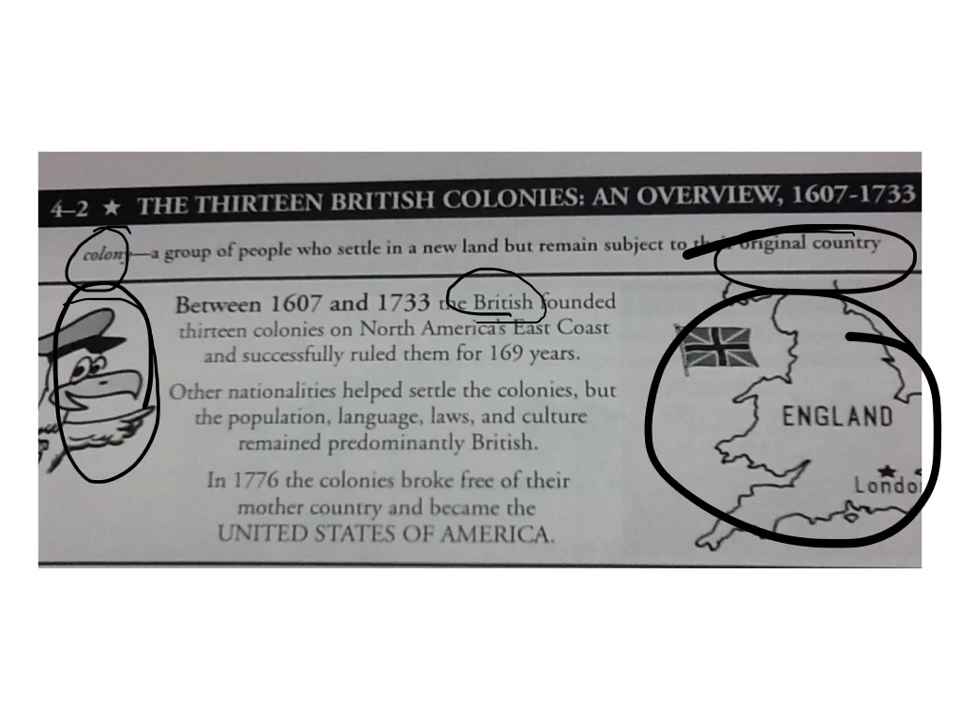 4–2 ★ THE THIRTEEN BRITISH COLONIES: AN OVERVIEW, 1607-1733
colony—a group of people who settle in a new land but remain subject to their original country
Between 1607 and 1733 the British founded
thirteen colonies on North America's East Coast
and successfully ruled them for 169 years.
Other nationalities helped settle the colonies, but
the population, language, laws, and culture
remained predominantly British.
In 1776 the colonies broke free of their
mother country and became the
UNITED STATES OF AMERICA.
ENGLAND
Londo